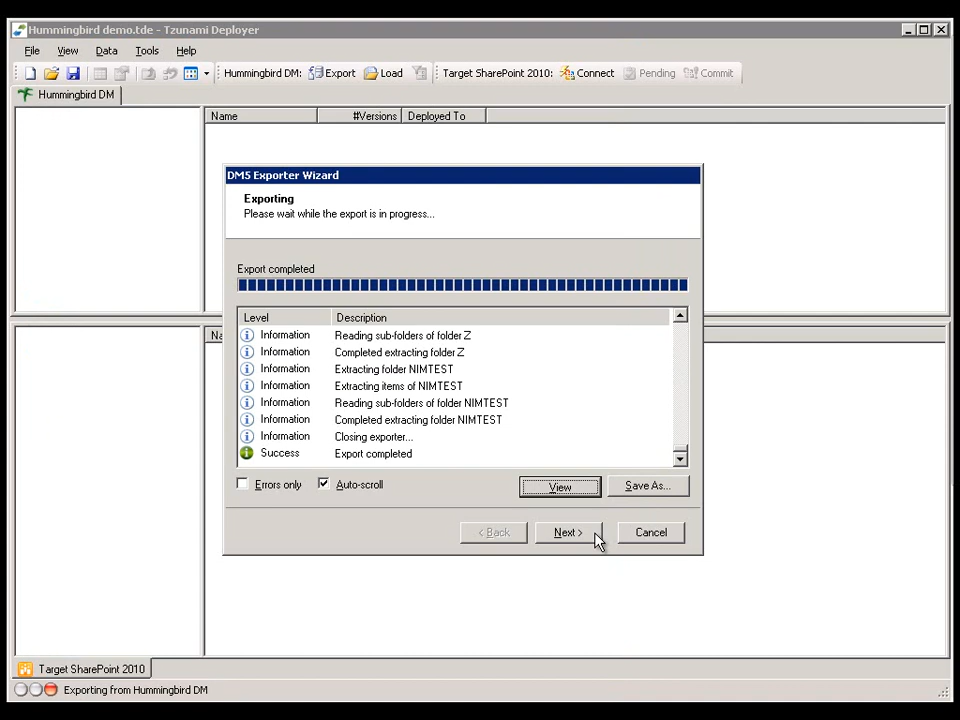 Hummingbird demo.tde - Tzunami Deployer
File View Data Tools Help
Hummingbird DM: Export Load Target SharePoint 2010: Connect Pending Commit
Hummingbird DM
Name #Versions Deployed To
DM5 Exporter Wizard
Exporting
Please wait while the export is in progress...
Export completed
Level Description
Information Reading sub-folders of folder Z
Information Completed extracting folder Z
Information Extracting folder NIMTEST
Information Extracting items of NIMTEST
Information Reading sub-folders of folder NIMTEST
Information Completed extracting folder NIMTEST
Information Closing exporter...
Success Export completed
Errors only Auto-scroll View Save As...
< Back Next > Cancel
Target SharePoint 2010
Exporting from Hummingbird DM